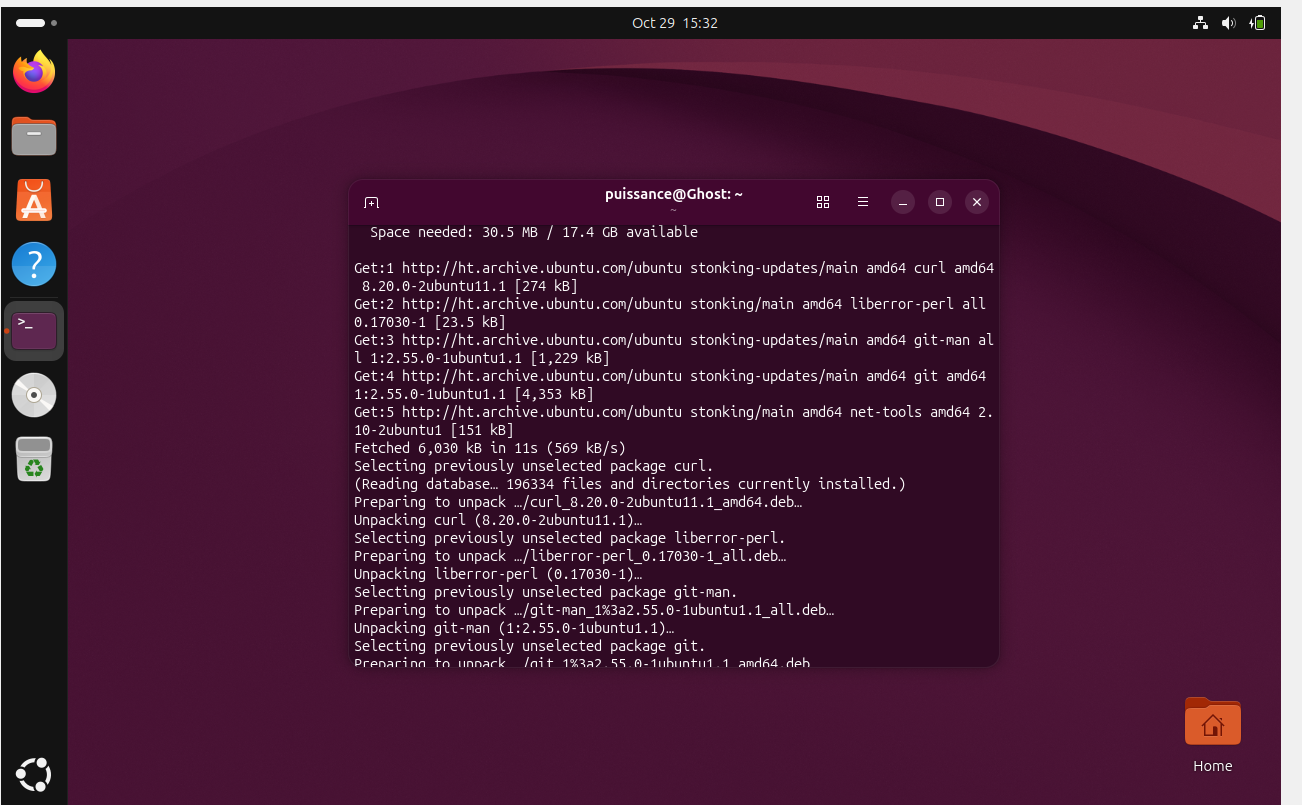 Oct 29 15:32
puissance@Ghost: ~
~
Space needed: 30.5 MB / 17.4 GB available
Get:1 http://ht.archive.ubuntu.com/ubuntu stonking-updates/main amd64 curl amd64
8.20.0-2ubuntu11.1 [274 kB]
Get:2 http://ht.archive.ubuntu.com/ubuntu stonking/main amd64 liberror-perl all
0.17030-1 [23.5 kB]
Get:3 http://ht.archive.ubuntu.com/ubuntu stonking-updates/main amd64 git-man al
l 1:2.55.0-1ubuntu1.1 [1,229 kB]
Get:4 http://ht.archive.ubuntu.com/ubuntu stonking-updates/main amd64 git amd64
1:2.55.0-1ubuntu1.1 [4,353 kB]
Get:5 http://ht.archive.ubuntu.com/ubuntu stonking/main amd64 net-tools amd64 2.
10-2ubuntu1 [151 kB]
Fetched 6,030 kB in 11s (569 kB/s)
Selecting previously unselected package curl.
(Reading database… 196334 files and directories currently installed.)
Preparing to unpack …/curl_8.20.0-2ubuntu11.1_amd64.deb…
Unpacking curl (8.20.0-2ubuntu11.1)…
Selecting previously unselected package liberror-perl.
Preparing to unpack …/liberror-perl_0.17030-1_all.deb…
Unpacking liberror-perl (0.17030-1)…
Selecting previously unselected package git-man.
Preparing to unpack …/git-man_1%3a2.55.0-1ubuntu1.1_all.deb…
Unpacking git-man (1:2.55.0-1ubuntu1.1)…
Selecting previously unselected package git.
Preparing to unpack …/git_1%3a2.55.0-1ubuntu1.1_amd64.deb…
Home